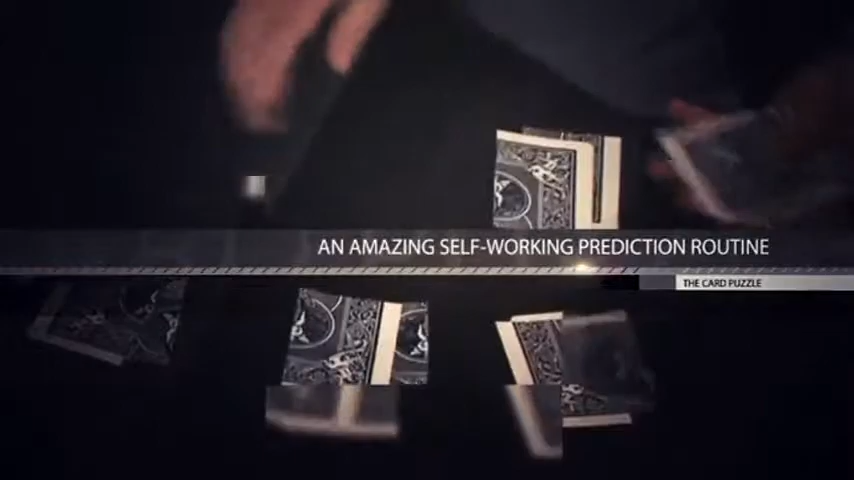 AN AMAZING SELF-WORKING PREDICTION ROUTINE
THE CARD PUZZLE